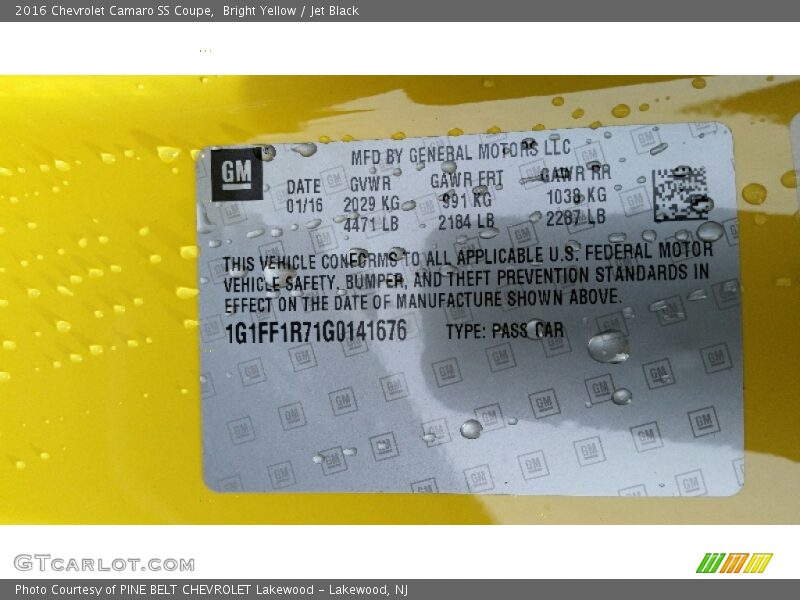 2016 Chevrolet Camaro SS Coupe,  Bright Yellow / Jet Black
GM
MFD BY GENERAL MOTORS LLC
DATE GVWR GAWR FRT GAWR RR
01/16 2029 KG 991 KG 1038 KG
4471 LB 2184 LB 2287 LB
THIS VEHICLE CONFORMS TO ALL APPLICABLE U.S. FEDERAL MOTOR
VEHICLE SAFETY, BUMPER, AND THEFT PREVENTION STANDARDS IN
EFFECT ON THE DATE OF MANUFACTURE SHOWN ABOVE.
1G1FF1R71G0141676 TYPE: PASS CAR
GTCARLOT.COM
Photo Courtesy of PINE BELT CHEVROLET Lakewood - Lakewood, NJ